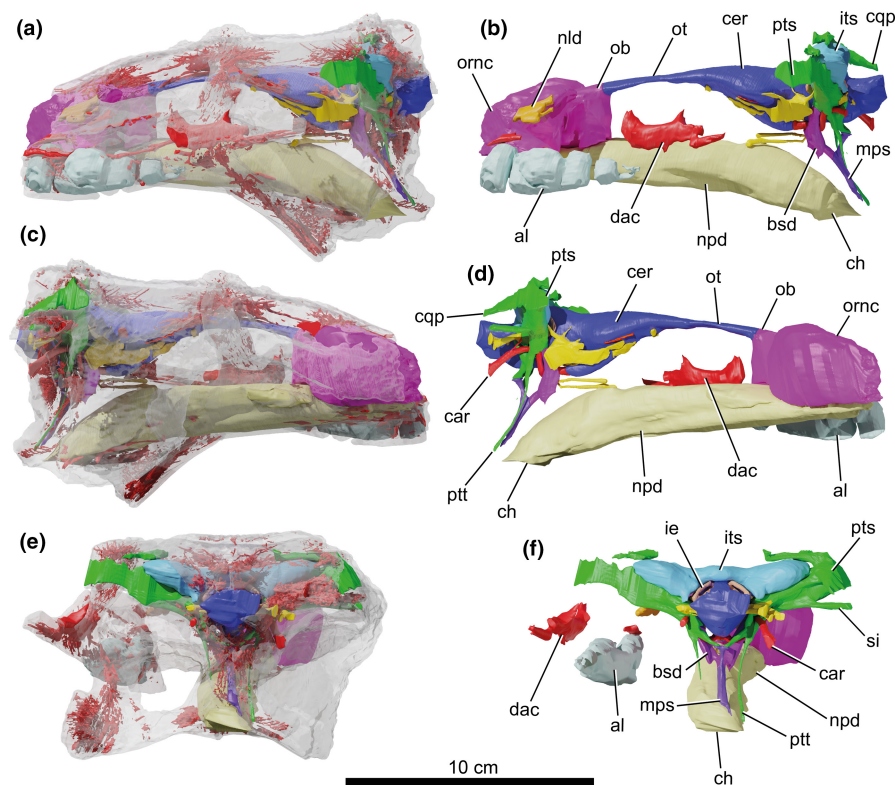 (a)
(b)
ornc
nld
ob
ot
cer
pts
its
cqp
mps
bsd
al
dac
npd
ch
(c)
(d)
cqp
pts
cer
ot
ob
ornc
car
ptt
ch
npd
dac
al
(e)
(f)
ie
its
pts
si
dac
al
bsd
mps
car
npd
ptt
ch
10 cm